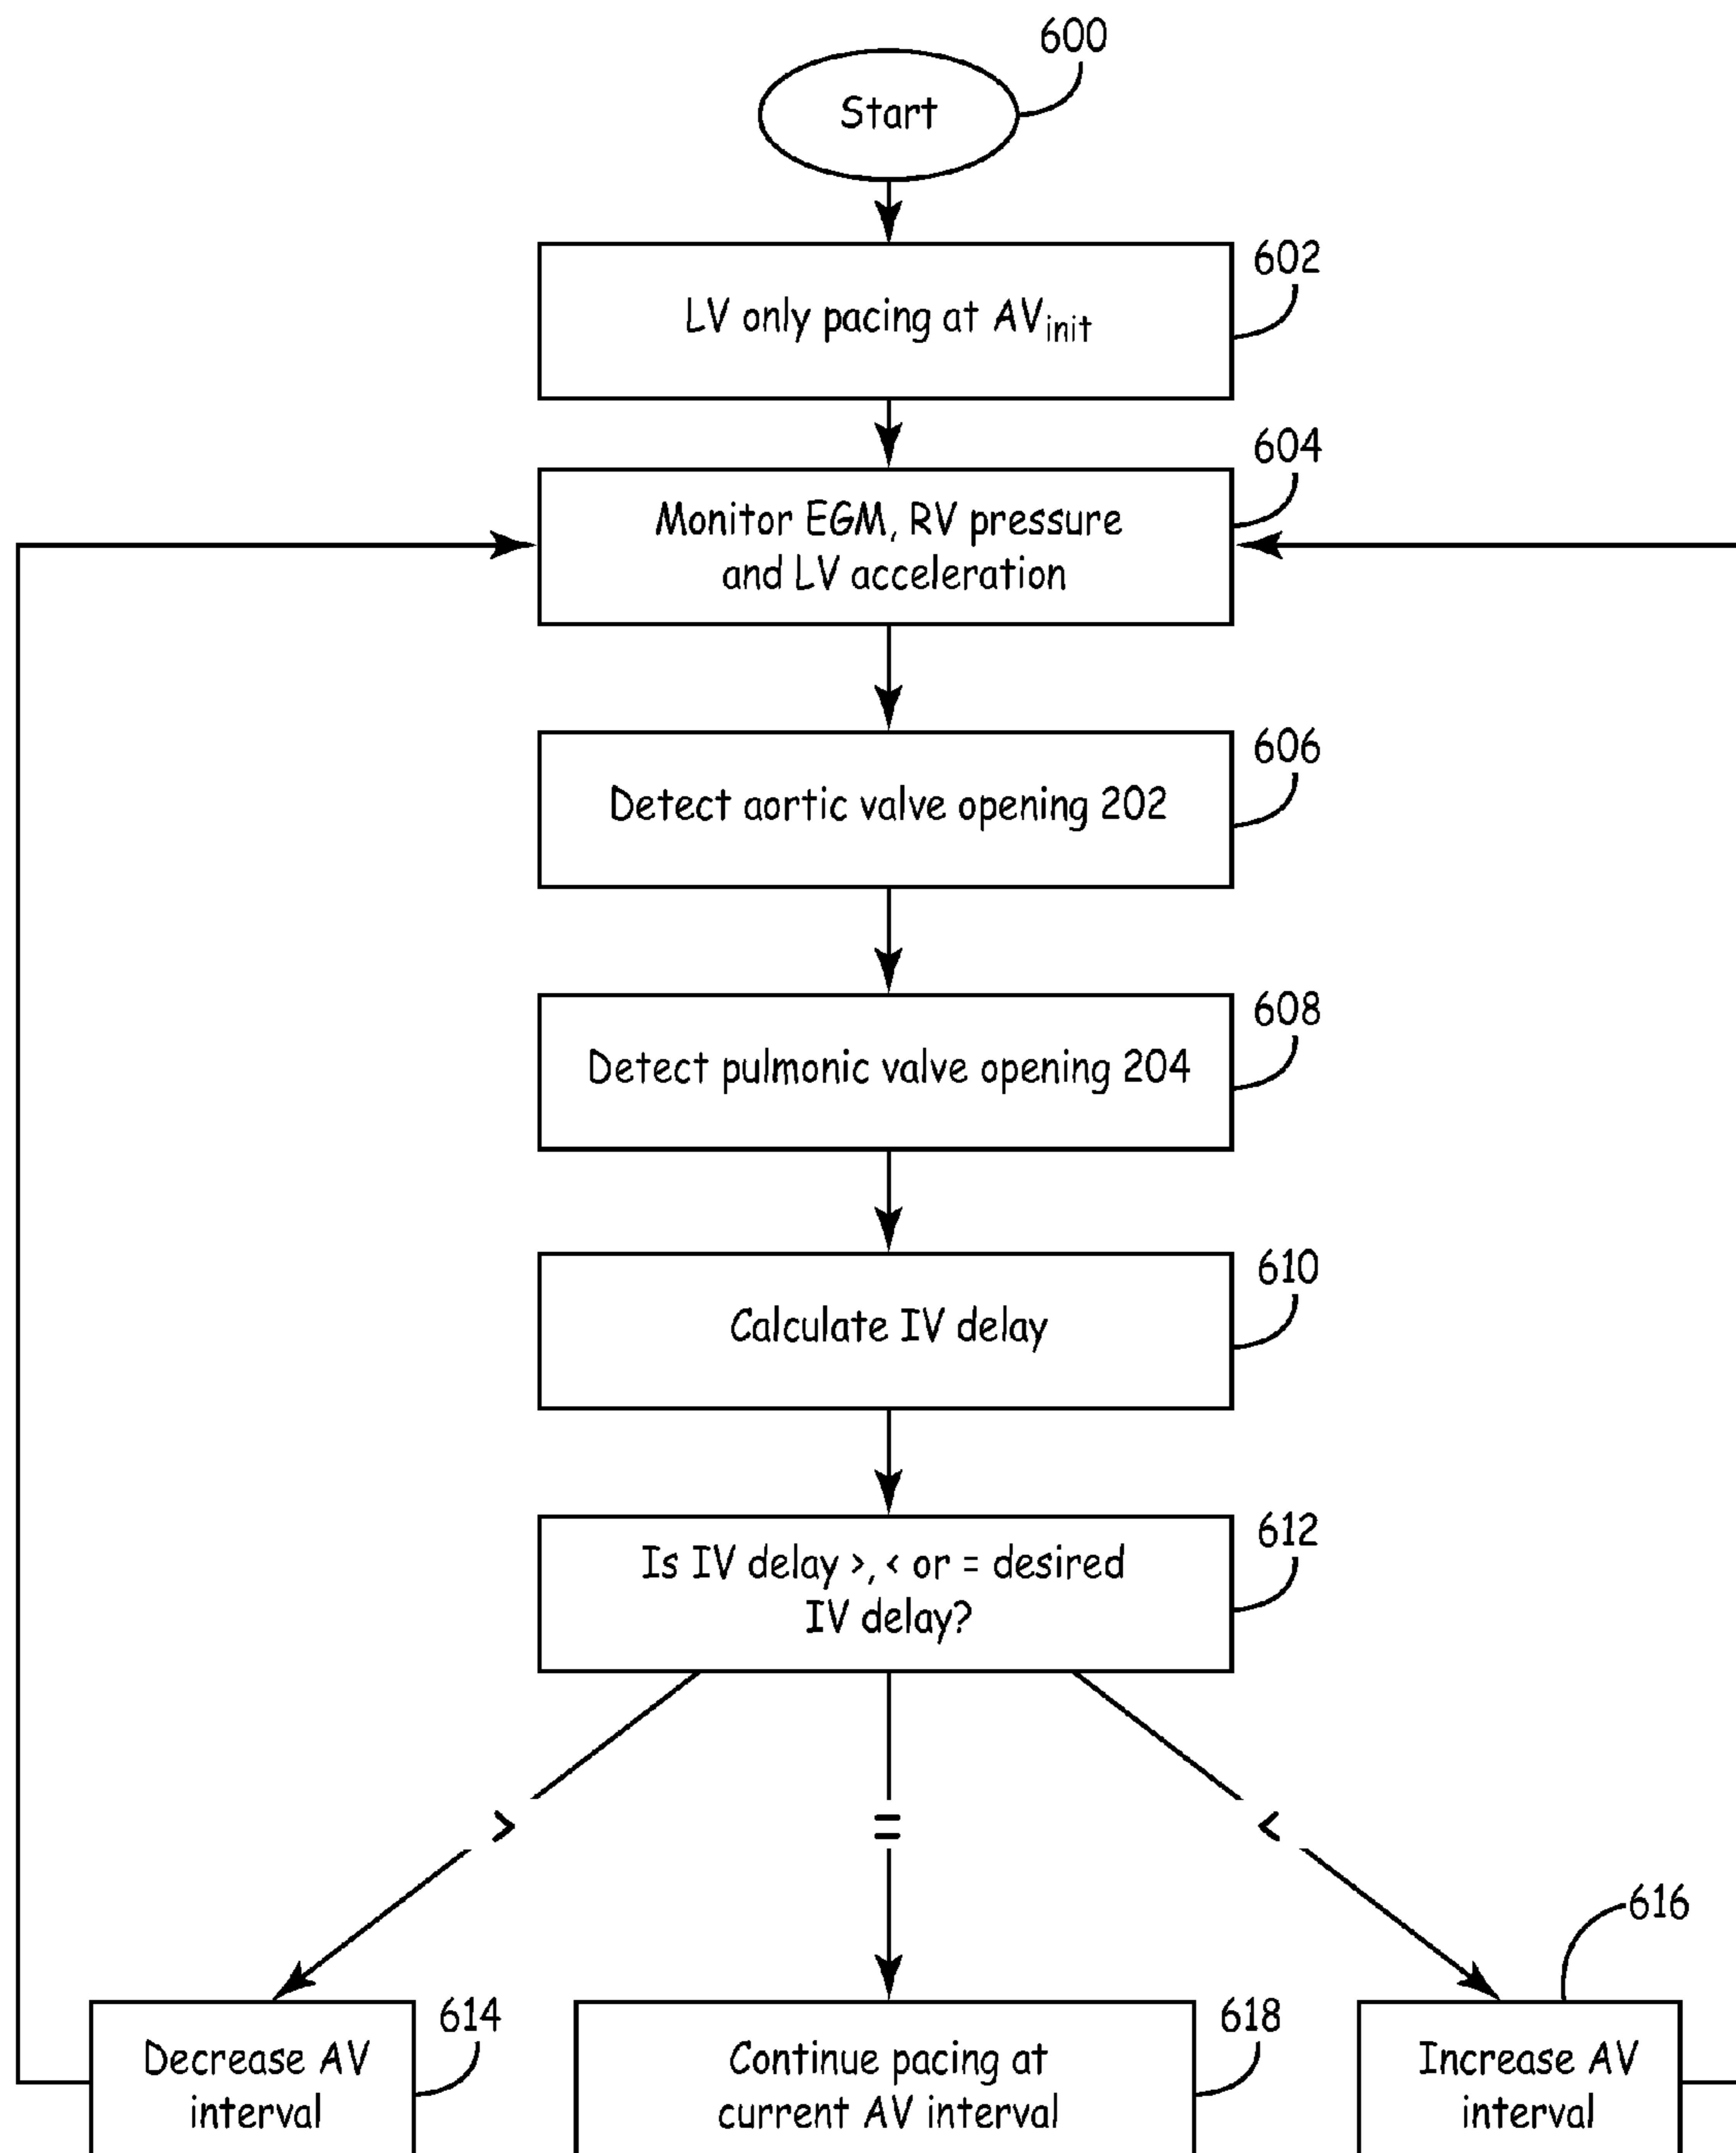 600
Start
602
LV only pacing at AVinit
604
Monitor EGM, RV pressure
and LV acceleration
606
Detect aortic valve opening 202
608
Detect pulmonic valve opening 204
610
Calculate IV delay
612
Is IV delay >, < or = desired
IV delay?
> = <
616
614
618
Decrease AV
interval
Continue pacing at
current AV interval
Increase AV
interval